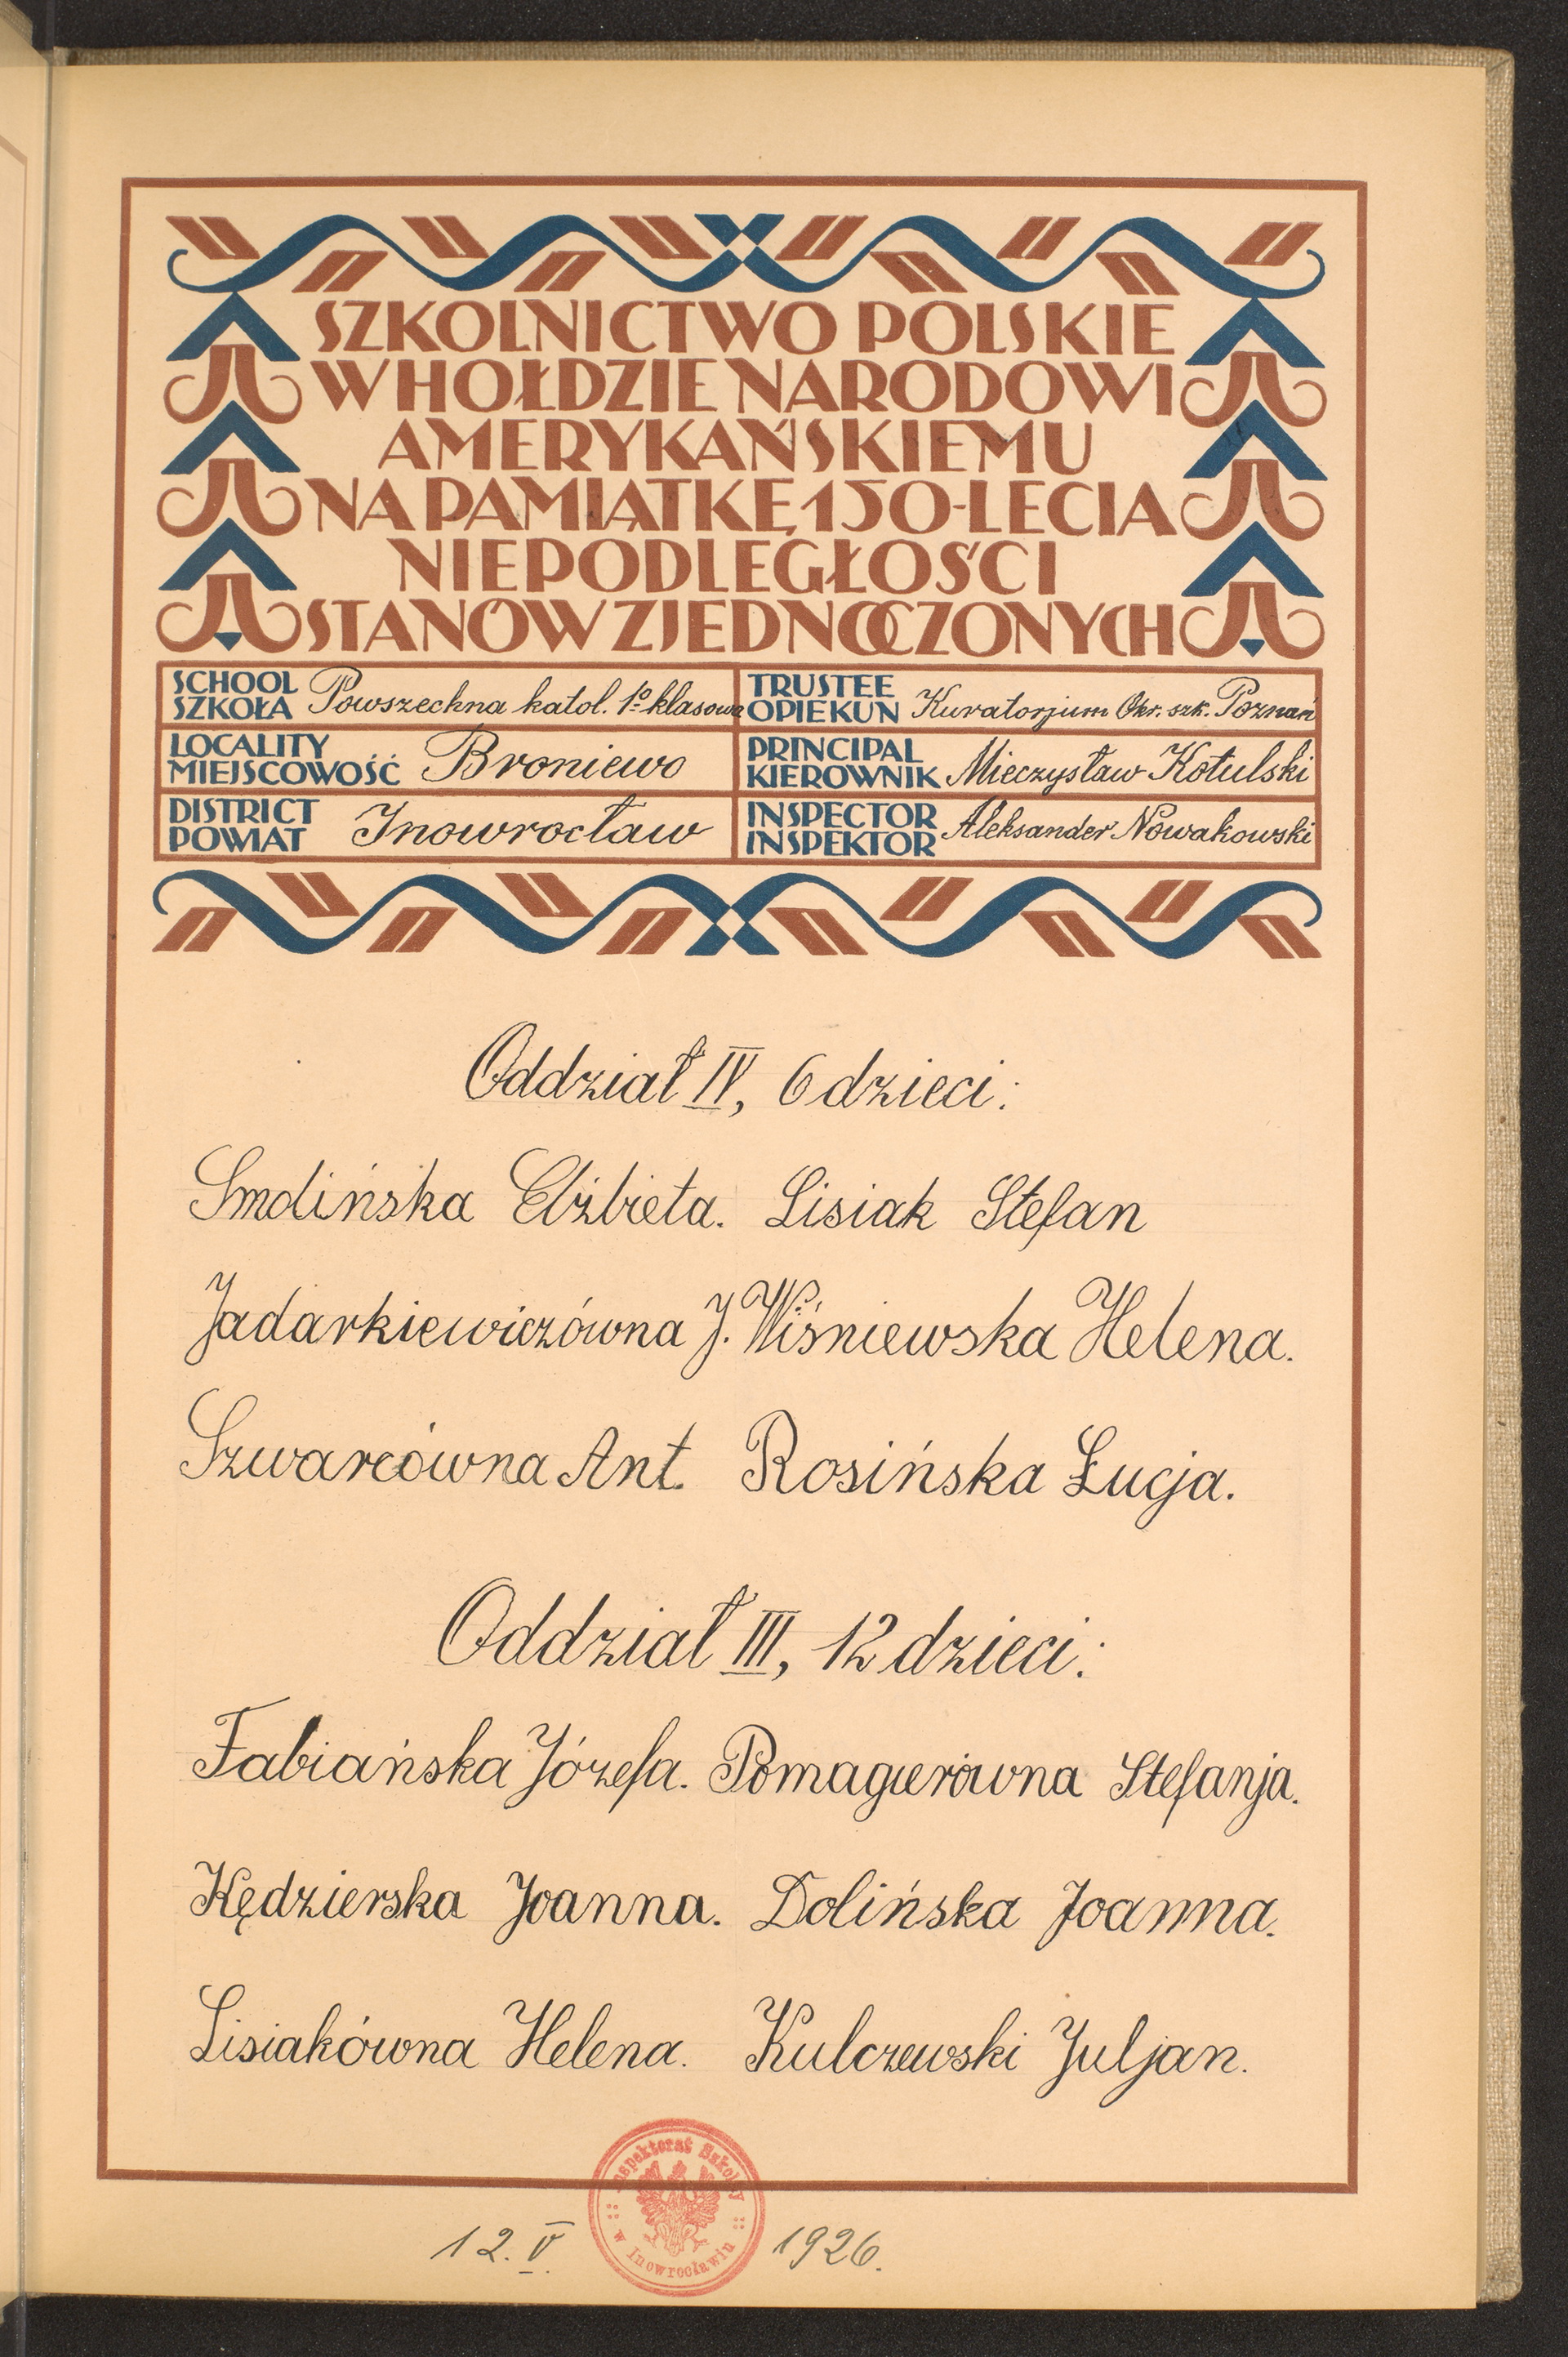 SZKOLNICTWO POLSKIE
W HOŁDZIE NARODOWI
AMERYKAŃSKIEMU
NA PAMIĄTKĘ 150-LECIA
NIEPODLEGŁOŚCI
STANÓW ZJEDNOCZONYCH
SCHOOL
SZKOŁA Powszechna katol. 1º klasowa
TRUSTEE
OPIEKUN Kuratorjum Okr. szk. Poznań
LOCALITY
MIEJSCOWOŚĆ Broniewo
PRINCIPAL
KIEROWNIK Mieczysław Kotulski
DISTRICT
POWIAT Inowrocław
INSPECTOR
INSPEKTOR Aleksander Nowakowski
Oddział IV, 6 dzieci:
Smolińska Elżbieta. Lisiak Stefan
Jadarkiewiczówna J. Wiśniewska Helena.
Szwarcówna Ant. Rosińska Łucja.
Oddział III, 12 dzieci:
Fabiańska Józefa. Pomagierówna Stefanja.
Kędzierska Joanna. Dolińska Joanna.
Lisiakówna Helena. Kulczewski Juljan.
Inspektorat Szkolny
w Inowrocławiu
12. V. 1926.